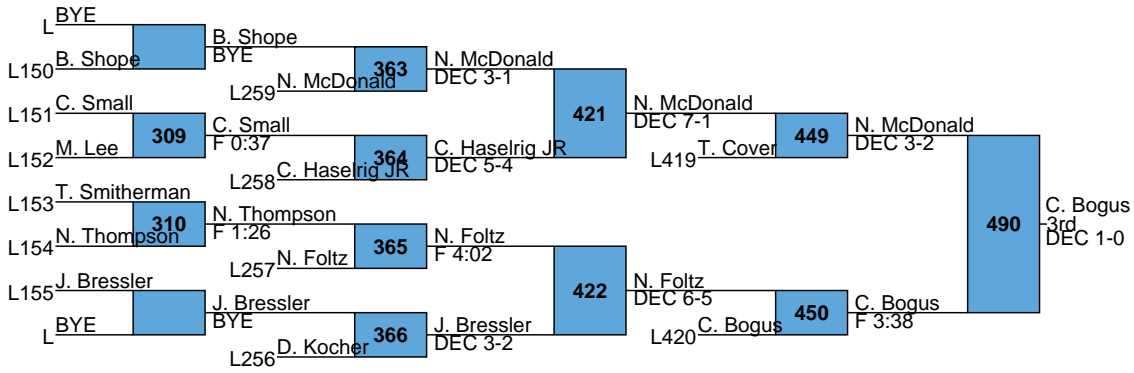 L BYE
B. Shope
BYE
L150 B. Shope
363
N. McDonald
DEC 3-1
L259 N. McDonald
L151 C. Small
309
C. Small
F 0:37
L152 M. Lee
364
C. Haselrig JR
DEC 5-4
L258 C. Haselrig JR
421
N. McDonald
DEC 7-1
L419 T. Cover
449
N. McDonald
DEC 3-2
L153 T. Smitherman
310
N. Thompson
F 1:26
L154 N. Thompson
365
N. Foltz
F 4:02
L257 N. Foltz
L155 J. Bressler
J. Bressler
BYE
L BYE
366
J. Bressler
DEC 3-2
L256 D. Kocher
422
N. Foltz
DEC 6-5
L420 C. Bogus
450
C. Bogus
F 3:38
490
C. Bogus
3rd
DEC 1-0